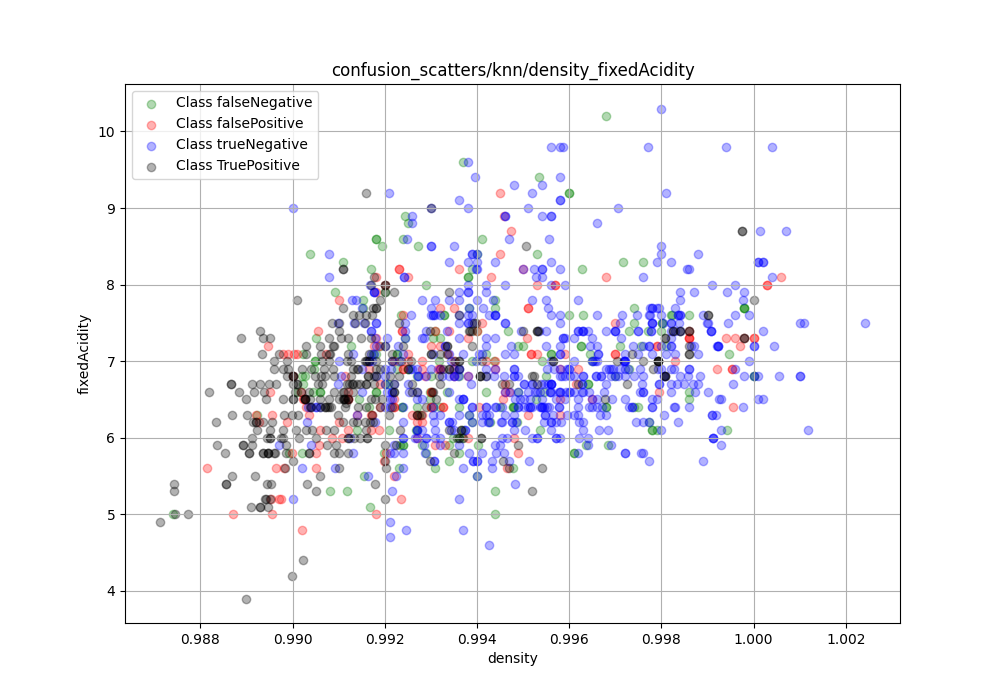 confusion_scatters/knn/density_fixedAcidity
Class falseNegative
Class falsePositive
Class trueNegative
Class TruePositive
10
9
8
7
6
5
4
fixedAcidity
0.988 0.990 0.992 0.994 0.996 0.998 1.000 1.002
density